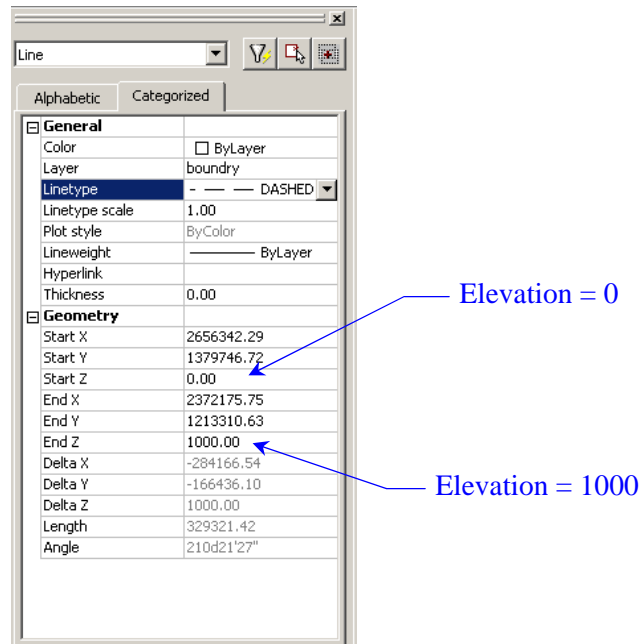 Line
Alphabetic Categorized
General
Color ByLayer
Layer boundry
Linetype DASHED
Linetype scale 1.00
Plot style ByColor
Lineweight ByLayer
Hyperlink
Thickness 0.00
Elevation = 0
Geometry
Start X 2656342.29
Start Y 1379746.72
Start Z 0.00
End X 2372175.75
End Y 1213310.63
End Z 1000.00
Delta X -284166.54
Delta Y -166436.10
Elevation = 1000
Delta Z 1000.00
Length 329321.42
Angle 210d21'27"